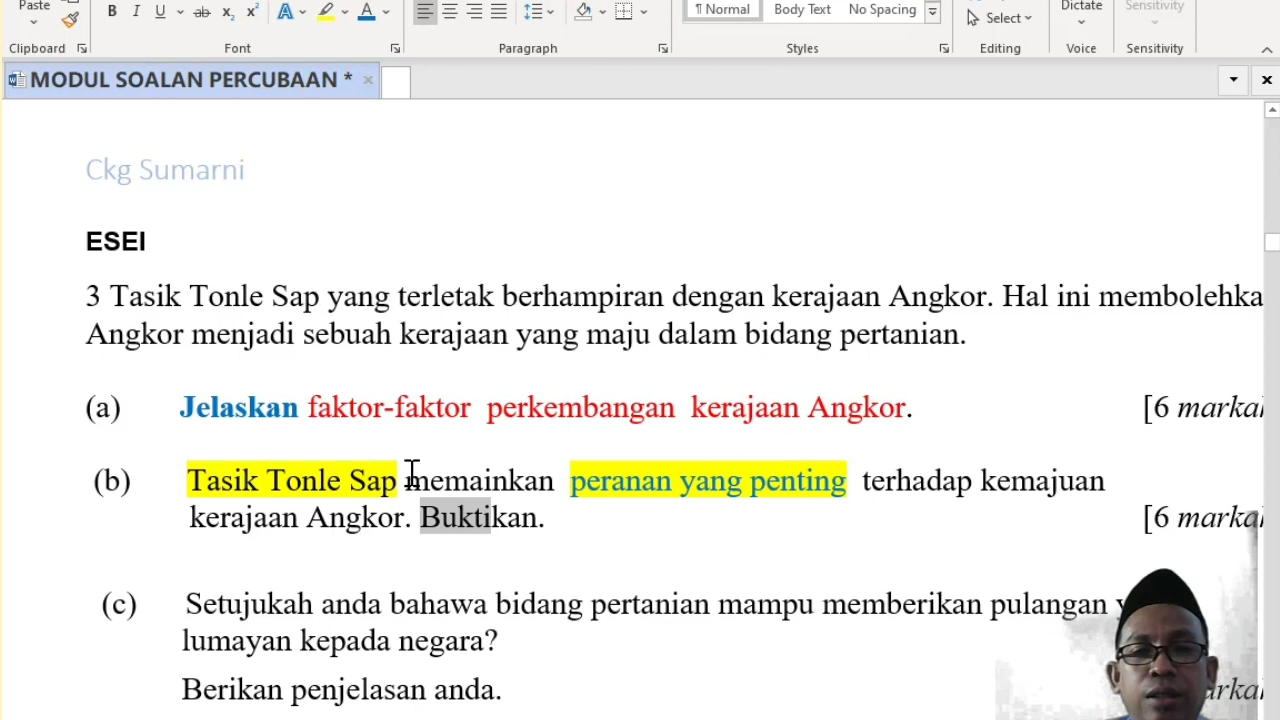 Paste
B I U ab x₂ x² A A
Clipboard Font Paragraph Styles Editing Voice Sensitivity
¶ Normal Body Text No Spacing
Select
Dictate
Sensitivity
MODUL SOALAN PERCUBAAN *
Ckg Sumarni
ESEI
3 Tasik Tonle Sap yang terletak berhampiran dengan kerajaan Angkor. Hal ini membolehka
Angkor menjadi sebuah kerajaan yang maju dalam bidang pertanian.
(a) Jelaskan faktor-faktor perkembangan kerajaan Angkor. [6 markah
(b) Tasik Tonle Sap memainkan peranan yang penting terhadap kemajuan
kerajaan Angkor. Buktikan. [6 markah
(c) Setujukah anda bahawa bidang pertanian mampu memberikan pulangan y
lumayan kepada negara?
Berikan penjelasan anda.